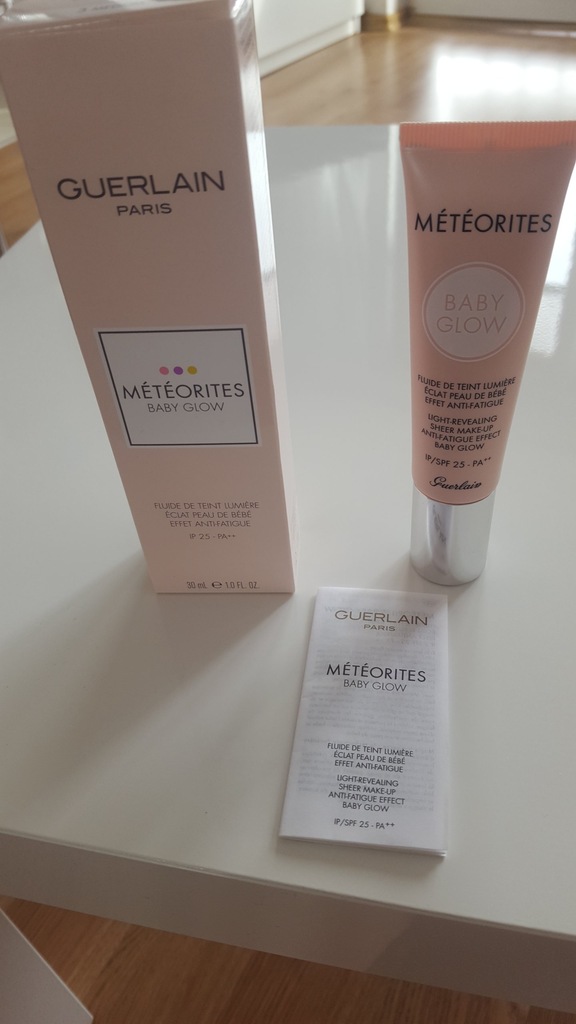 GUERLAIN
PARIS
MÉTÉORITES
BABY GLOW
FLUIDE DE TEINT LUMIÈRE
ÉCLAT PEAU DE BÉBÉ
EFFET ANTI-FATIGUE
IP 25 - PA++
30 mL ℮ 1.0 FL. OZ.
MÉTÉORITES
BABY
GLOW
FLUIDE DE TEINT LUMIÈRE
ÉCLAT PEAU DE BÉBÉ
EFFET ANTI-FATIGUE
LIGHT-REVEALING
SHEER MAKE-UP
ANTI-FATIGUE EFFECT
BABY GLOW
IP/SPF 25 - PA++
Guerlain
GUERLAIN
PARIS
MÉTÉORITES
BABY GLOW
FLUIDE DE TEINT LUMIÈRE
ÉCLAT PEAU DE BÉBÉ
EFFET ANTI-FATIGUE
LIGHT-REVEALING
SHEER MAKE-UP
ANTI-FATIGUE EFFECT
BABY GLOW
IP/SPF 25 - PA++